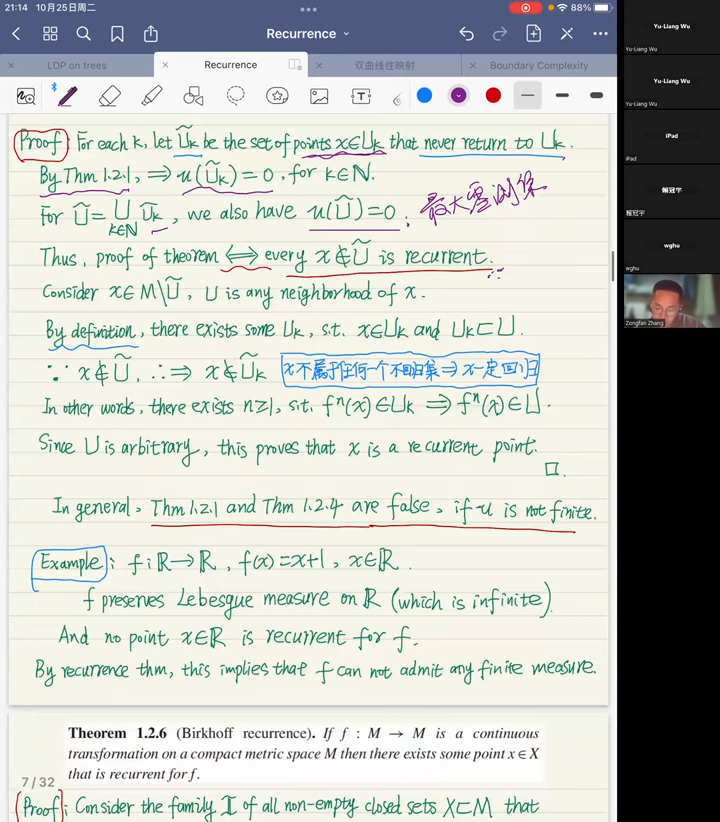 21:14 10月25日周二
88%
Recurrence
LDP on trees
Recurrence
双曲线性映射
Boundary Complexity
Proof: For each k, let Ũk be the set of points x∈Uk that never return to Uk.
By Thm 1.2.1, ⟹ μ(Ũk)=0, for k∈ℕ.
For Ũ = ∪ Ũk, we also have μ(Ũ)=0.
k∈ℕ
Thus, proof of theorem ⟺ every x∉Ũ is recurrent.
Consider x∈M\Ũ, U is any neighborhood of x.
By definition, there exists some Uk, s.t. x∈Uk and Uk⊂U.
∵ x∉Ũ, ∴⟹ x∉Ũk x不属于任何一个不回归集⟹x一定回归
In other words, there exists n≥1, s.t. fⁿ(x)∈Uk ⟹ fⁿ(x)∈U.
Since U is arbitrary, this proves that x is a recurrent point.
□.
In general, Thm 1.2.1 and Thm 1.2.4 are false, if μ is not finite.
Example: f:ℝ→ℝ, f(x)=x+1, x∈ℝ.
f preserves Lebesgue measure on ℝ (which is infinite)
And no point x∈ℝ is recurrent for f.
By recurrence thm, this implies that f can not admit any finite measure.
Theorem 1.2.6 (Birkhoff recurrence). If f : M → M is a continuous
transformation on a compact metric space M then there exists some point x ∈ X
that is recurrent for f.
7 / 32
Proof: Consider the family I of all non-empty closed sets X⊂M that
Yu-Liang Wu
Yu-Liang Wu
Yu-Liang Wu
Yu-Liang Wu
iPad
iPad
賴冠宇
賴冠宇
wghu
wghu
Zongfan Zhang